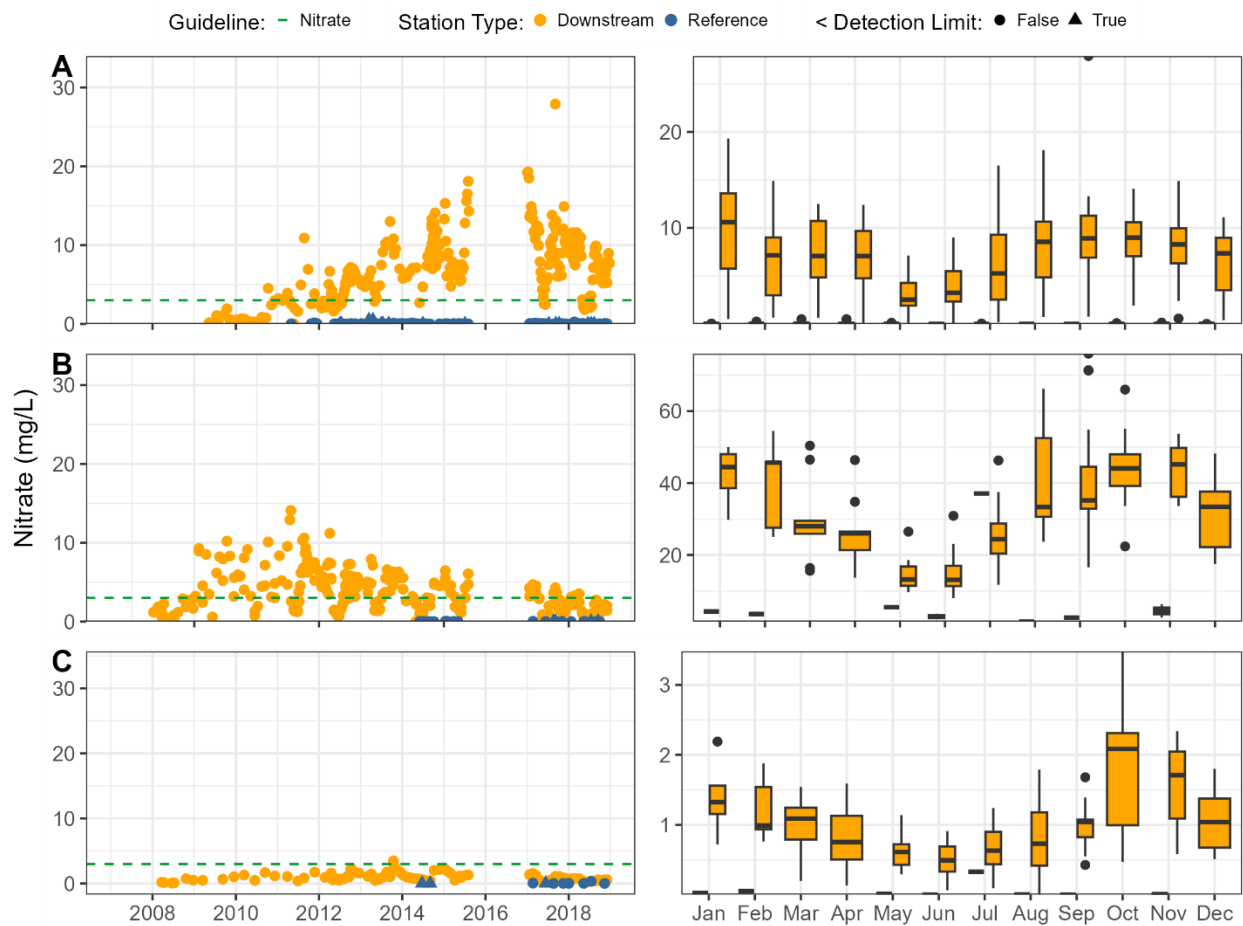 Guideline: Nitrate Station Type: Downstream Reference < Detection Limit: False True
A
30
20
10
0
20
10
B
30
20
10
0
60
40
20
C
30
20
10
0
3
2
1
Nitrate (mg/L)
2008 2010 2012 2014 2016 2018
Jan Feb Mar Apr May Jun Jul Aug Sep Oct Nov Dec